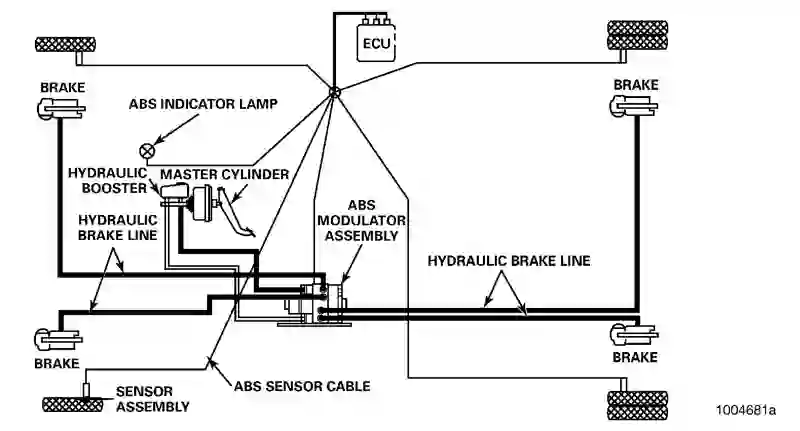 ECU
BRAKE
BRAKE
ABS INDICATOR LAMP
HYDRAULIC
BOOSTER
MASTER CYLINDER
ABS
MODULATOR
ASSEMBLY
HYDRAULIC
BRAKE LINE
HYDRAULIC BRAKE LINE
BRAKE
BRAKE
SENSOR
ASSEMBLY
ABS SENSOR CABLE
1004681a